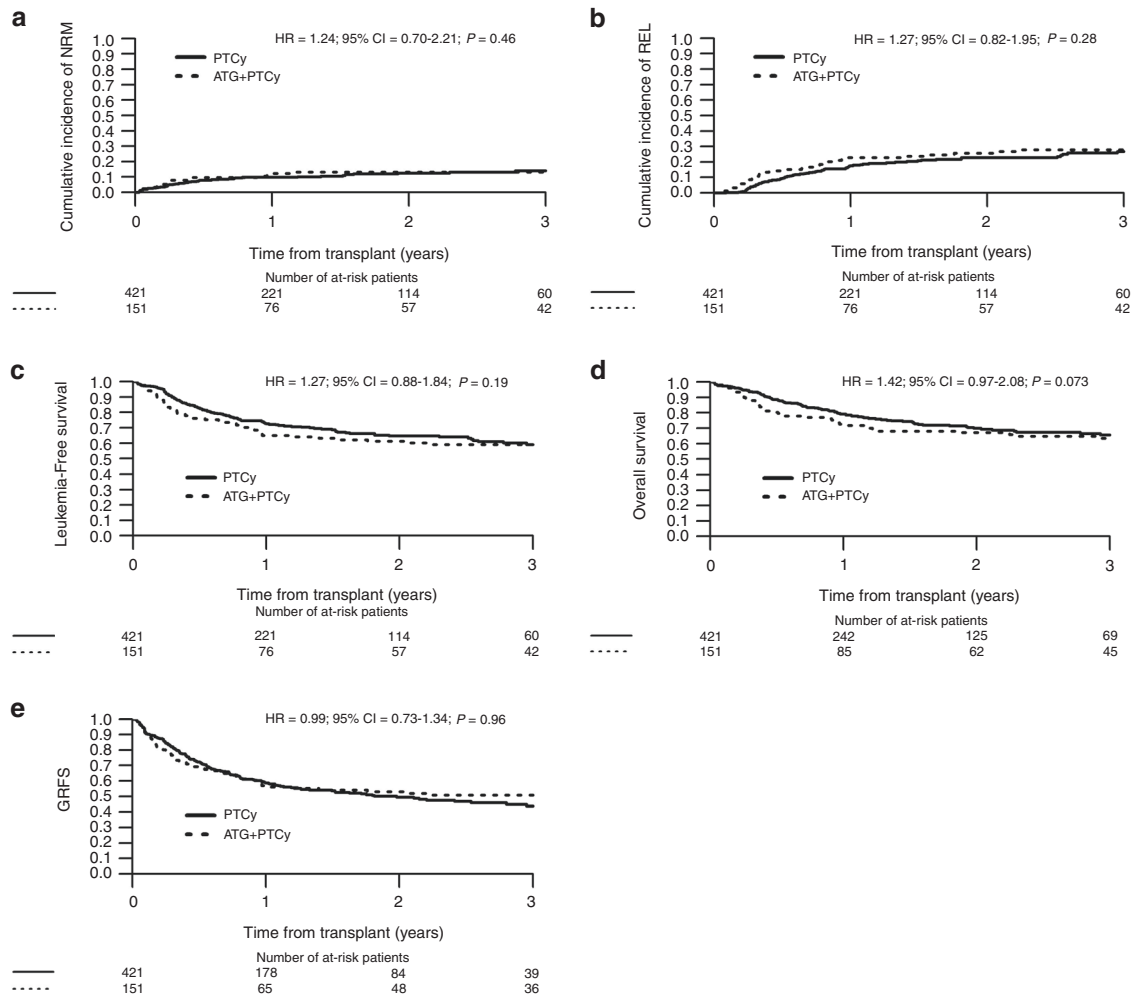 a
HR = 1.24; 95% CI = 0.70-2.21; P = 0.46
Cumulative incidence of NRM
1.0
0.9
0.8
0.7
0.6
0.5
0.4
0.3
0.2
0.1
0.0
PTCy
ATG+PTCy
0 1 2 3
Time from transplant (years)
Number of at-risk patients
421 221 114 60
151 76 57 42
b
HR = 1.27; 95% CI = 0.82-1.95; P = 0.28
Cumulative incidence of REL
1.0
0.9
0.8
0.7
0.6
0.5
0.4
0.3
0.2
0.1
0.0
PTCy
ATG+PTCy
0 1 2 3
Time from transplant (years)
Number of at-risk patients
421 221 114 60
151 76 57 42
c
HR = 1.27; 95% CI = 0.88-1.84; P = 0.19
Leukemia-Free survival
1.0
0.9
0.8
0.7
0.6
0.5
0.4
0.3
0.2
0.1
0.0
PTCy
ATG+PTCy
0 1 2 3
Time from transplant (years)
Number of at-risk patients
421 221 114 60
151 76 57 42
d
HR = 1.42; 95% CI = 0.97-2.08; P = 0.073
Overall survival
1.0
0.9
0.8
0.7
0.6
0.5
0.4
0.3
0.2
0.1
0.0
PTCy
ATG+PTCy
0 1 2 3
Time from transplant (years)
Number of at-risk patients
421 242 125 69
151 85 62 45
e
HR = 0.99; 95% CI = 0.73-1.34; P = 0.96
GRFS
1.0
0.9
0.8
0.7
0.6
0.5
0.4
0.3
0.2
0.1
0.0
PTCy
ATG+PTCy
0 1 2 3
Time from transplant (years)
Number of at-risk patients
421 178 84 39
151 65 48 36